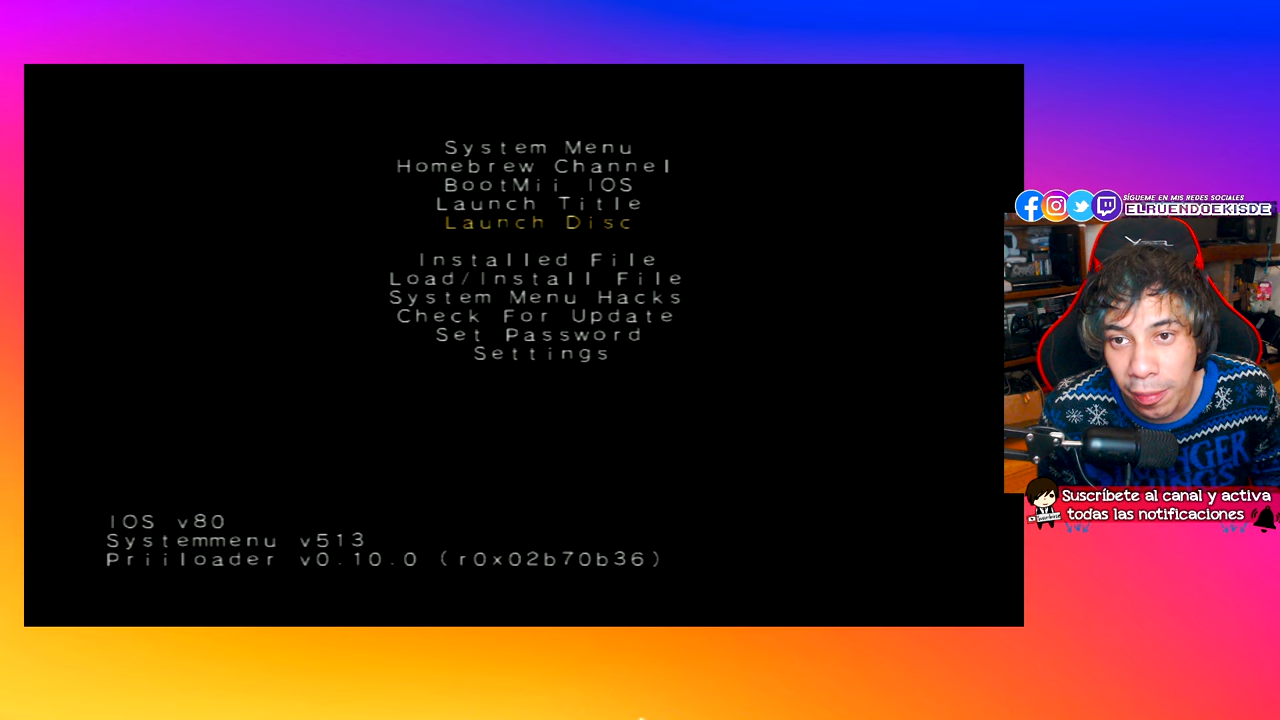 System Menu
Homebrew Channel
BootMii IOS
Launch Title
Launch Disc
Installed File
Load/Install File
System Menu Hacks
Check For Update
Set Password
Settings
IOS v80
Systemmenu v513
Priiloader v0.10.0 (r0x02b70b36)
SÍGUEME EN MIS REDES SOCIALES
ELRUENDOEKISDE
Suscríbete al canal y activa
todas las notificaciones